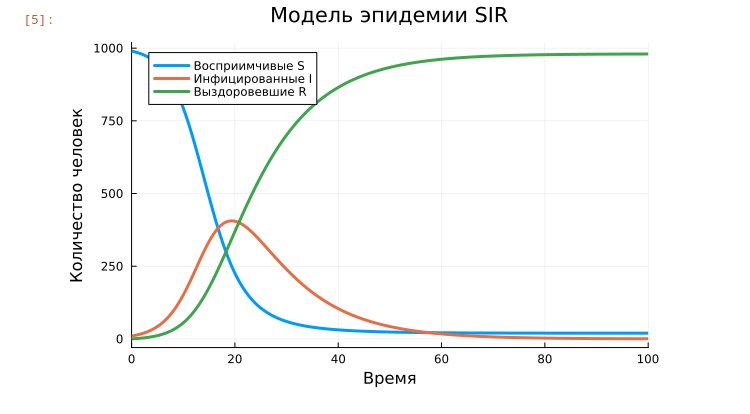 [5]:
Модель эпидемии SIR
Количество человек
1000
750
500
250
0
Восприимчивые S
Инфицированные I
Выздоровевшие R
0 20 40 60 80 100
Время